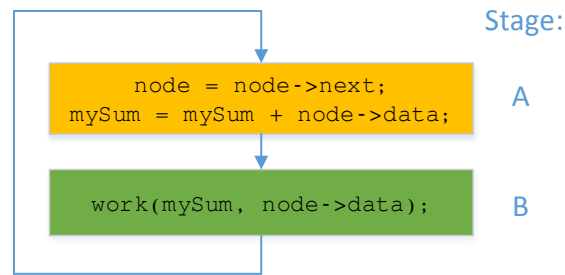 Stage:
node = node->next;
mySum = mySum + node->data;
A
work(mySum, node->data);
B